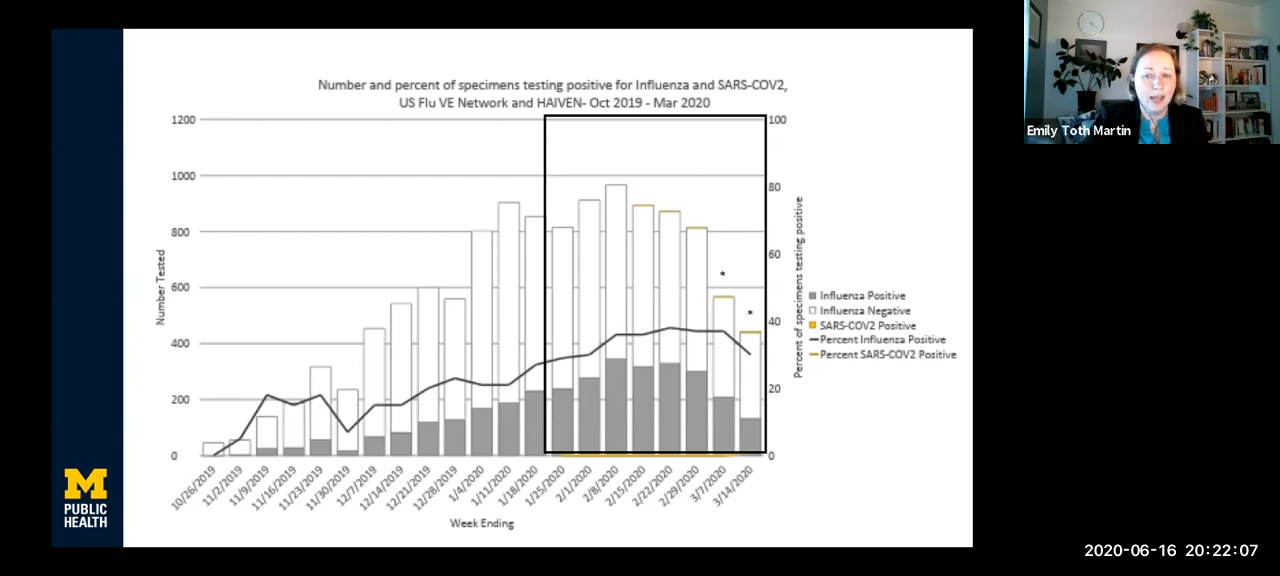 Number and percent of specimens testing positive for Influenza and SARS-COV2,
US Flu VE Network and HAIVEN- Oct 2019 - Mar 2020
1200
1000
800
600
400
200
0
Number Tested
100
80
60
40
20
0
Percent of specimens testing positive
*
*
Influenza Positive
Influenza Negative
SARS-COV2 Positive
Percent Influenza Positive
Percent SARS-COV2 Positive
10/26/2019
11/2/2019
11/9/2019
11/16/2019
11/23/2019
11/30/2019
12/7/2019
12/14/2019
12/21/2019
12/28/2019
1/4/2020
1/11/2020
1/18/2020
1/25/2020
2/1/2020
2/8/2020
2/15/2020
2/22/2020
2/29/2020
3/7/2020
3/14/2020
Week Ending
M
PUBLIC
HEALTH
Emily Toth Martin
2020-06-16 20:22:07